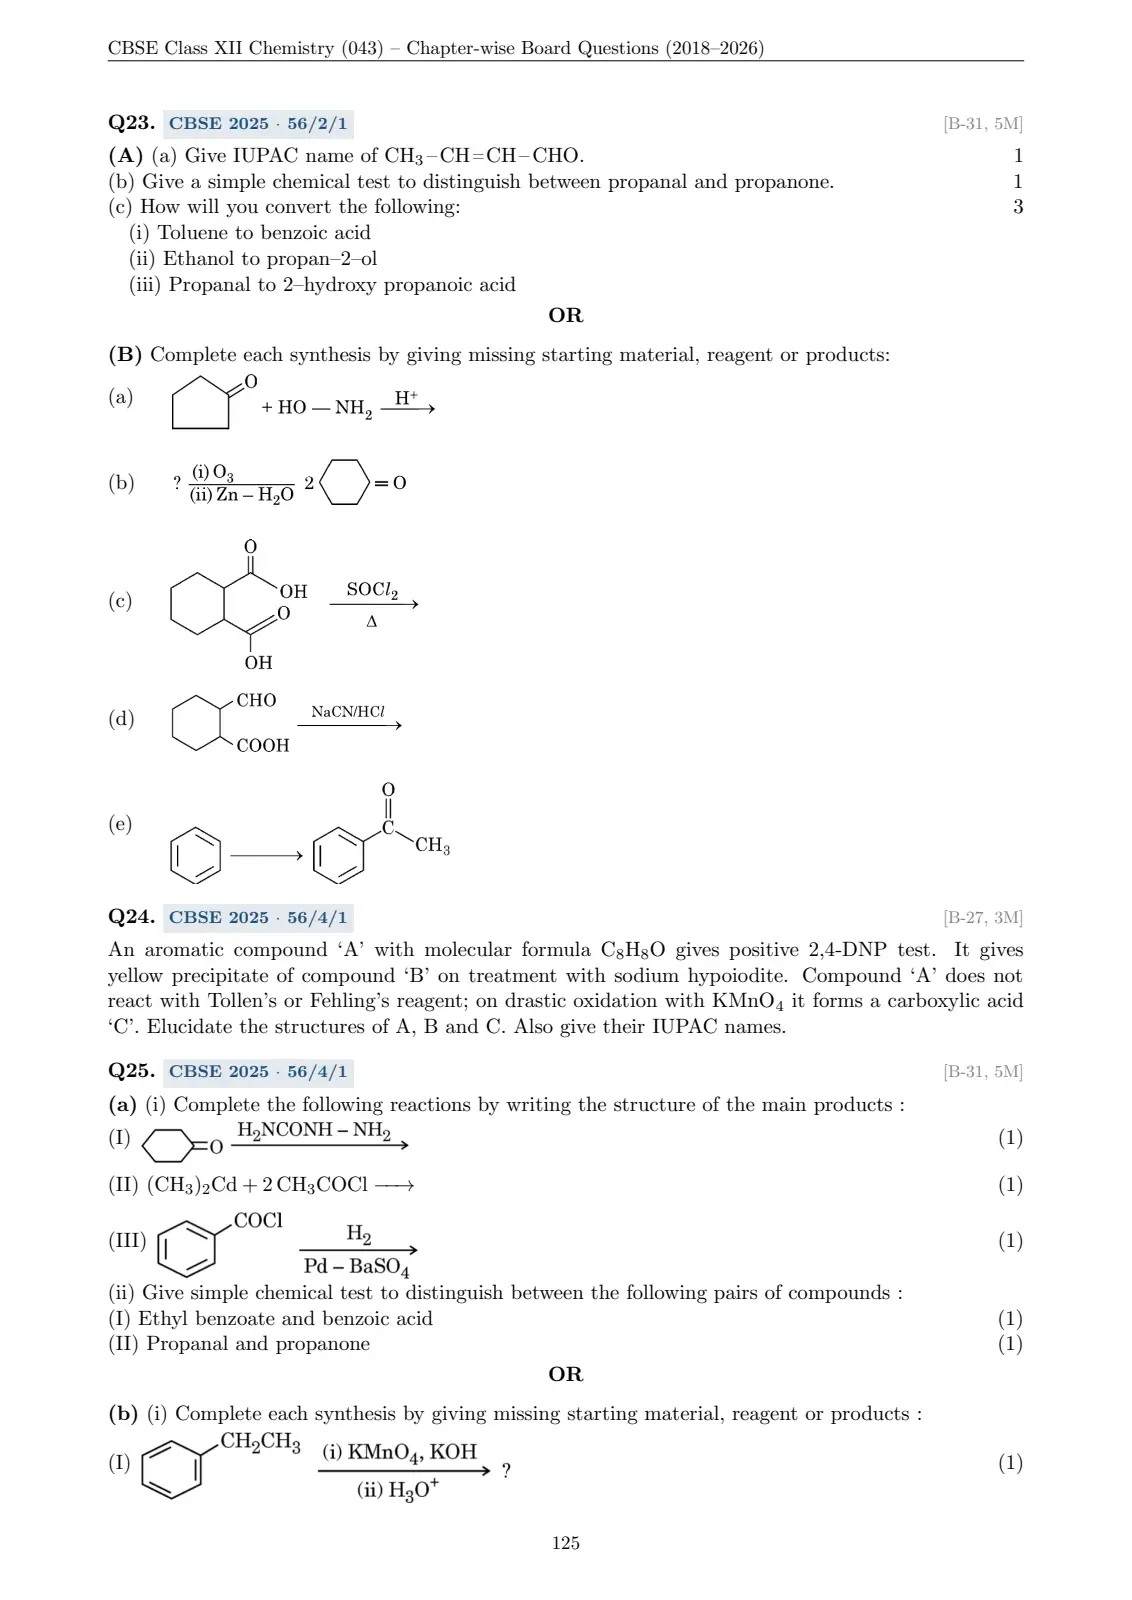 CBSE Class XII Chemistry (043) – Chapter-wise Board Questions (2018–2026)
Q23. CBSE 2025 · 56/2/1 [B-31, 5M]
(A) (a) Give IUPAC name of CH₃–CH=CH–CHO. 1
(b) Give a simple chemical test to distinguish between propanal and propanone. 1
(c) How will you convert the following: 3
(i) Toluene to benzoic acid
(ii) Ethanol to propan–2–ol
(iii) Propanal to 2–hydroxy propanoic acid
OR
(B) Complete each synthesis by giving missing starting material, reagent or products:
(a) O + HO — NH₂ H⁺ →
(b) ? (i) O₃ (ii) Zn – H₂O 2 = O
(c) O OH O OH SOCl₂ Δ →
(d) CHO COOH NaCN/HCl →
(e) → O C CH₃
Q24. CBSE 2025 · 56/4/1 [B-27, 3M]
An aromatic compound ‘A’ with molecular formula C₈H₈O gives positive 2,4-DNP test. It gives
yellow precipitate of compound ‘B’ on treatment with sodium hypoiodite. Compound ‘A’ does not
react with Tollen’s or Fehling’s reagent; on drastic oxidation with KMnO₄ it forms a carboxylic acid
‘C’. Elucidate the structures of A, B and C. Also give their IUPAC names.
Q25. CBSE 2025 · 56/4/1 [B-31, 5M]
(a) (i) Complete the following reactions by writing the structure of the main products :
(I) =O H₂NCONH – NH₂ → (1)
(II) (CH₃)₂Cd + 2 CH₃COCl ⟶ (1)
(III) COCl H₂ Pd – BaSO₄ → (1)
(ii) Give simple chemical test to distinguish between the following pairs of compounds :
(I) Ethyl benzoate and benzoic acid (1)
(II) Propanal and propanone (1)
OR
(b) (i) Complete each synthesis by giving missing starting material, reagent or products :
(I) CH₂CH₃ (i) KMnO₄, KOH (ii) H₃O⁺ → ? (1)
125